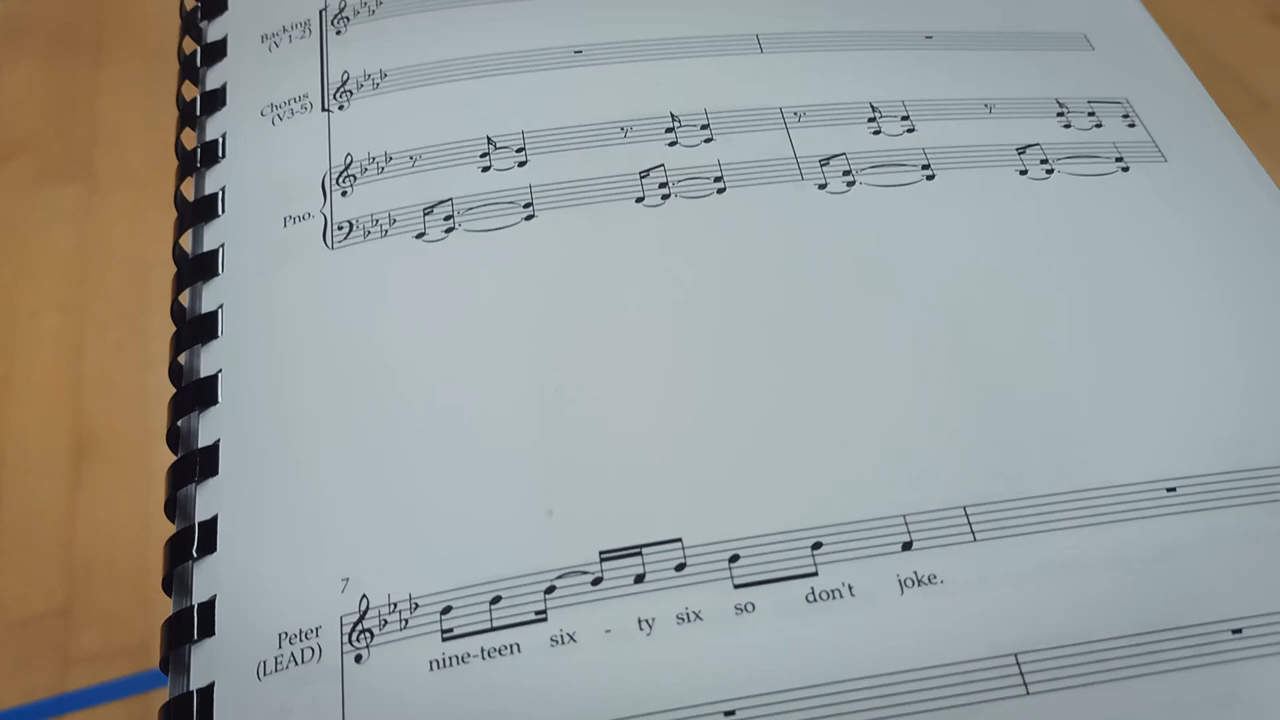 Backing
(V 1-2)
Chorus
(V3-5)
Pno.
7
Peter
(LEAD)
nine-teen six - ty six so don't joke.